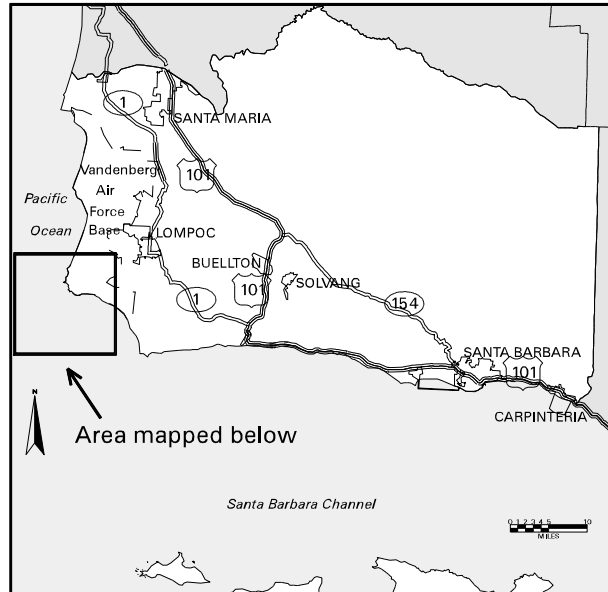 1
SANTA MARIA
Vandenberg
Air
Force
Base
101
Pacific
Ocean
LOMPOC
BUELLTON
101
SOLVANG
1
154
SANTA BARBARA
101
CARPINTERIA
N
Area mapped below
Santa Barbara Channel
0 1 2 3 4 5 10
MILES